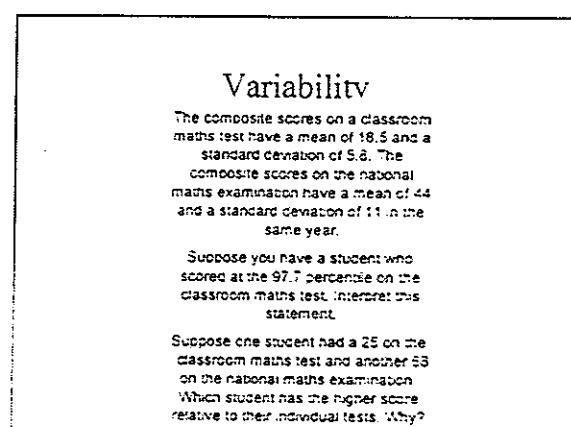 Variability
The composite scores on a classroom
maths test have a mean of 18.5 and a
standard deviation of 5.8. The
composite scores on the national
maths examination have a mean of 44
and a standard deviation of 11 in the
same year.
Suppose you have a student who
scored at the 97.7 percentile on the
classroom maths test. Interpret this
statement.
Suppose one student had a 25 on the
classroom maths test and another
on the national maths examination
Which student has the higher score
relative to their individual tests. Why?